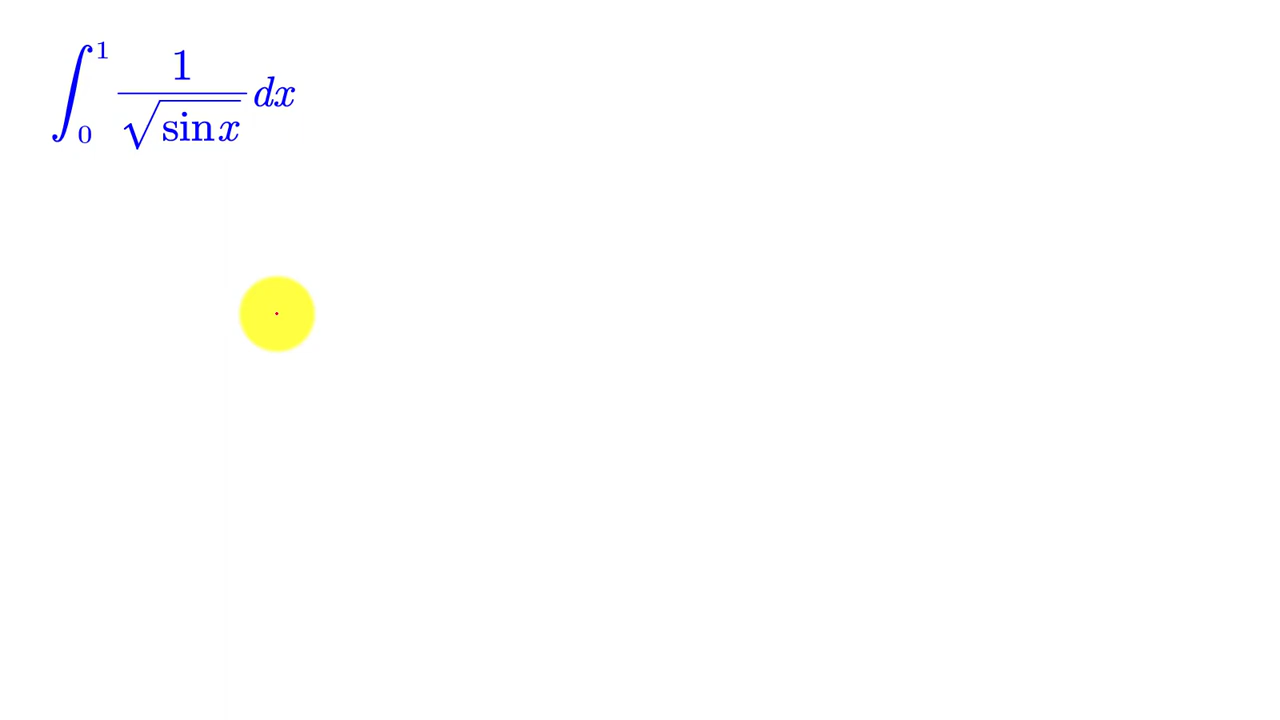 ∫₀¹ 1/√(sin x) dx